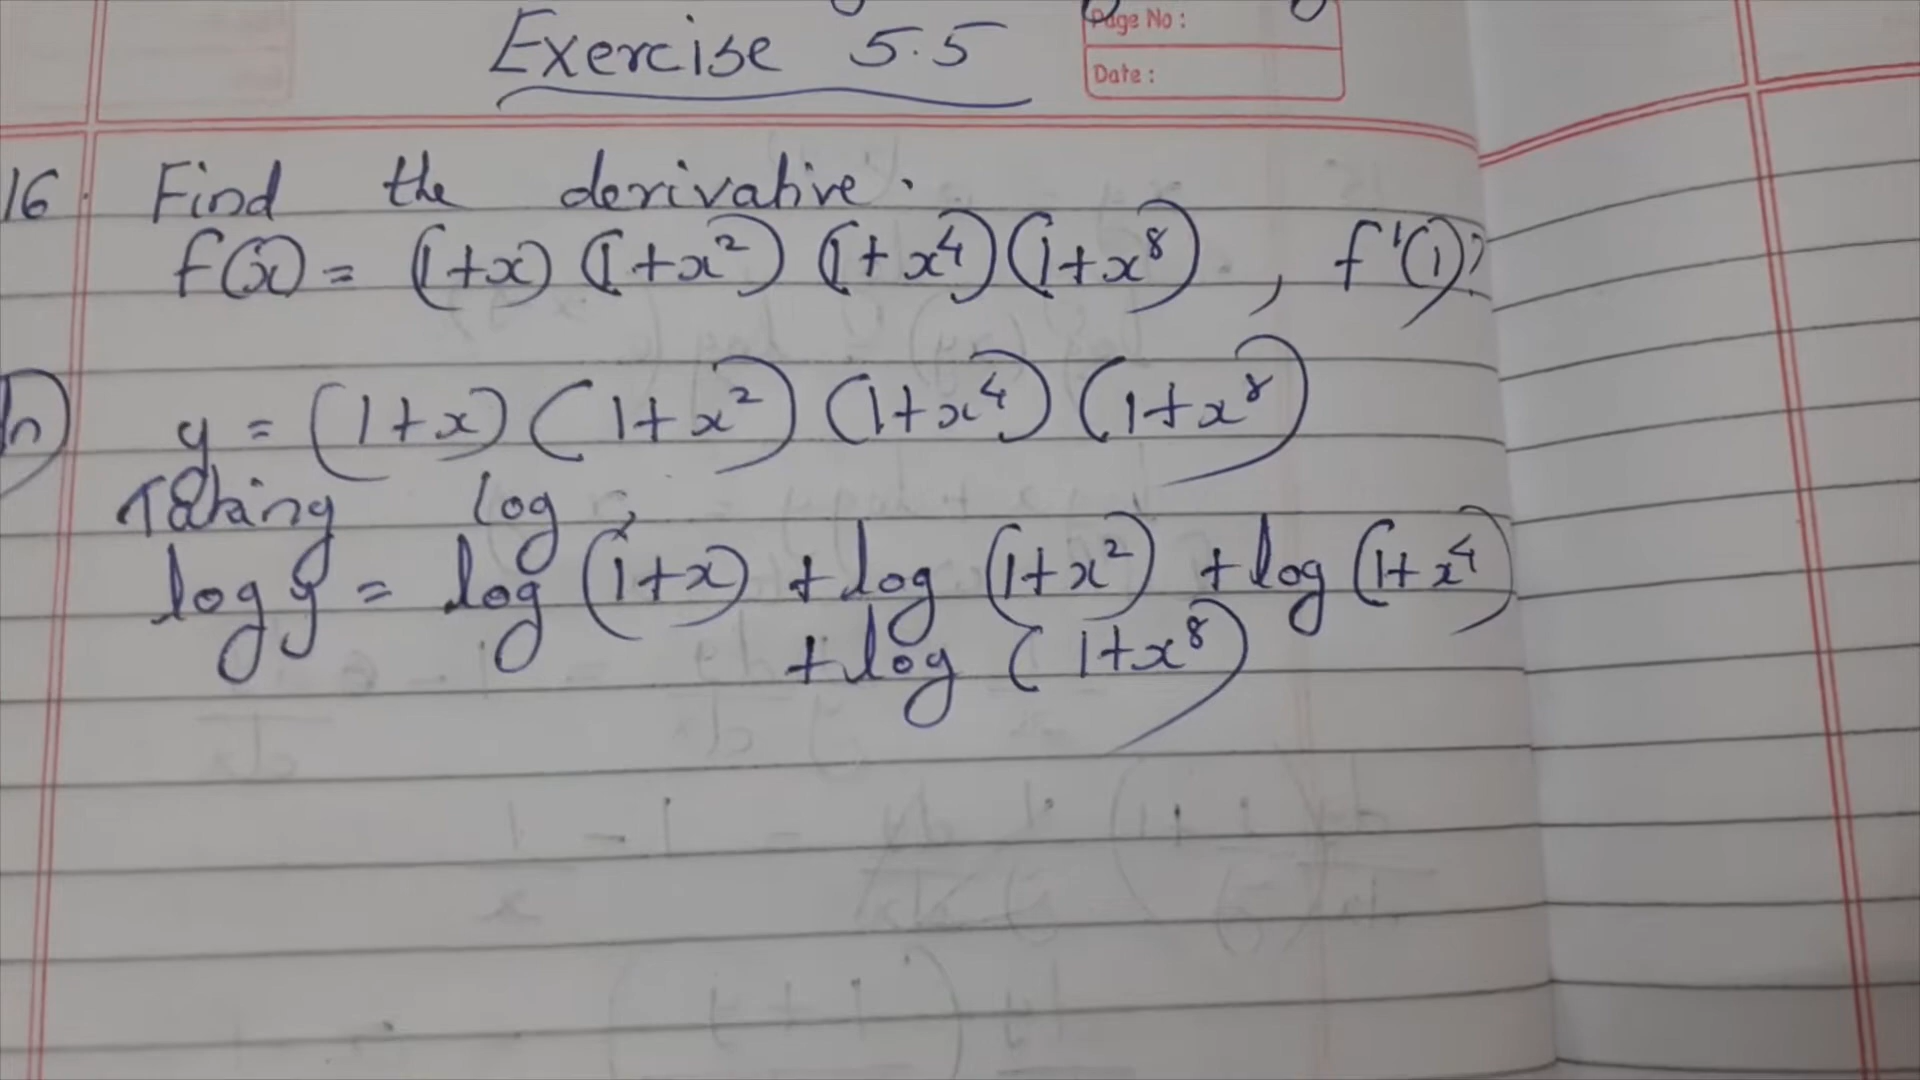 Exercise 5.5
Page No :
Date :
16. Find the derivative.
f(x) = (1+x) (1+x²) (1+x⁴)(1+x⁸) , f'(1)?
y = (1+x) (1+x²) (1+x⁴) (1+x⁸)
Taking log,
log y = log (1+x) + log (1+x²) + log (1+x⁴)
+ log (1+x⁸)